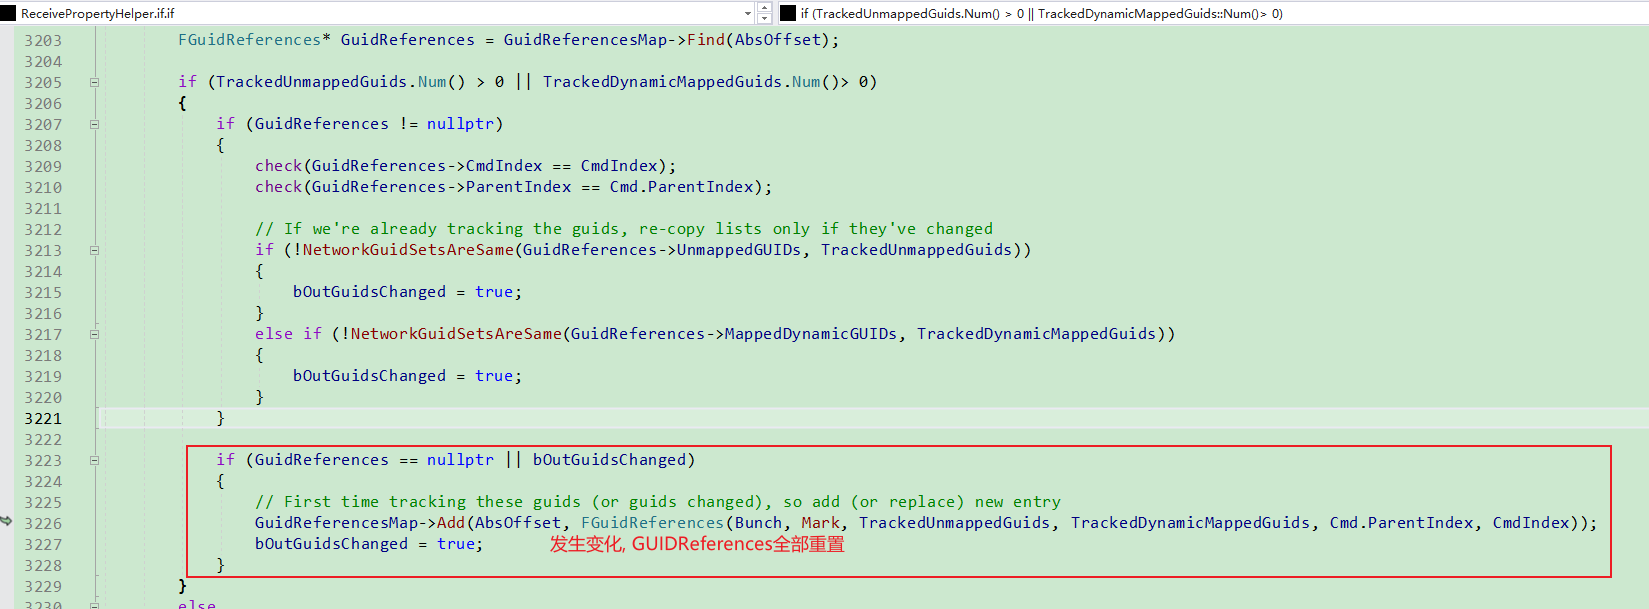 ReceivePropertyHelper.if.if
if (TrackedUnmappedGuids.Num() > 0 || TrackedDynamicMappedGuids::Num()> 0)
3203 FGuidReferences* GuidReferences = GuidReferencesMap->Find(AbsOffset);
3204
3205 if (TrackedUnmappedGuids.Num() > 0 || TrackedDynamicMappedGuids.Num()> 0)
3206 {
3207 if (GuidReferences != nullptr)
3208 {
3209 check(GuidReferences->CmdIndex == CmdIndex);
3210 check(GuidReferences->ParentIndex == Cmd.ParentIndex);
3211
3212 // If we're already tracking the guids, re-copy lists only if they've changed
3213 if (!NetworkGuidSetsAreSame(GuidReferences->UnmappedGUIDs, TrackedUnmappedGuids))
3214 {
3215 bOutGuidsChanged = true;
3216 }
3217 else if (!NetworkGuidSetsAreSame(GuidReferences->MappedDynamicGUIDs, TrackedDynamicMappedGuids))
3218 {
3219 bOutGuidsChanged = true;
3220 }
3221 }
3222
3223 if (GuidReferences == nullptr || bOutGuidsChanged)
3224 {
3225 // First time tracking these guids (or guids changed), so add (or replace) new entry
3226 GuidReferencesMap->Add(AbsOffset, FGuidReferences(Bunch, Mark, TrackedUnmappedGuids, TrackedDynamicMappedGuids, Cmd.ParentIndex, CmdIndex));
3227 bOutGuidsChanged = true; 发生变化, GUIDReferences全部重置
3228 }
3229 }
3230 else